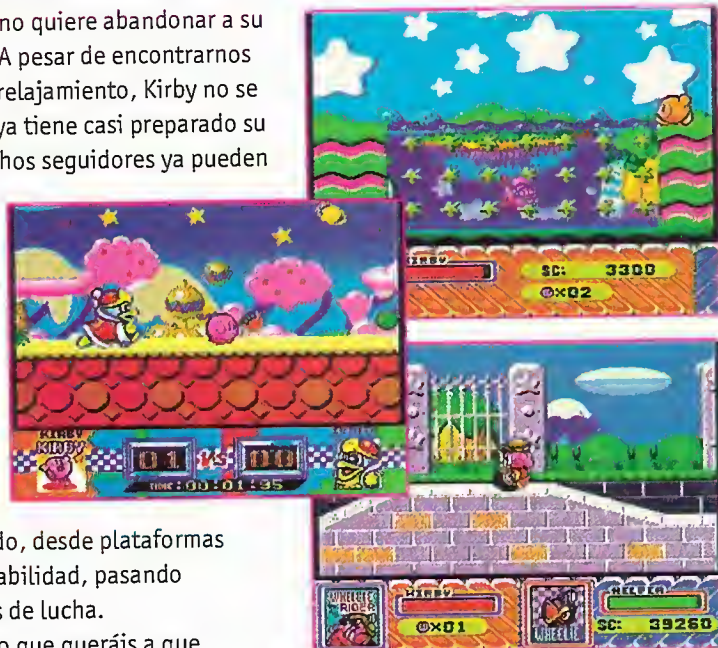 no quiere abandonar a su
A pesar de encontrarnos
relajamiento, Kirby no se
ya tiene casi preparado su
hos seguidores ya pueden
KIRBY
SC: 3300
×02
KIRBY
KIRBY
01 VS 00
TIME:00:01:95
do, desde plataformas
abilidad, pasando
s de lucha.
o que queráis a que
WHEELIE RIDER
KIRBY
×01
WHEELIE
HELPER
SC: 39260